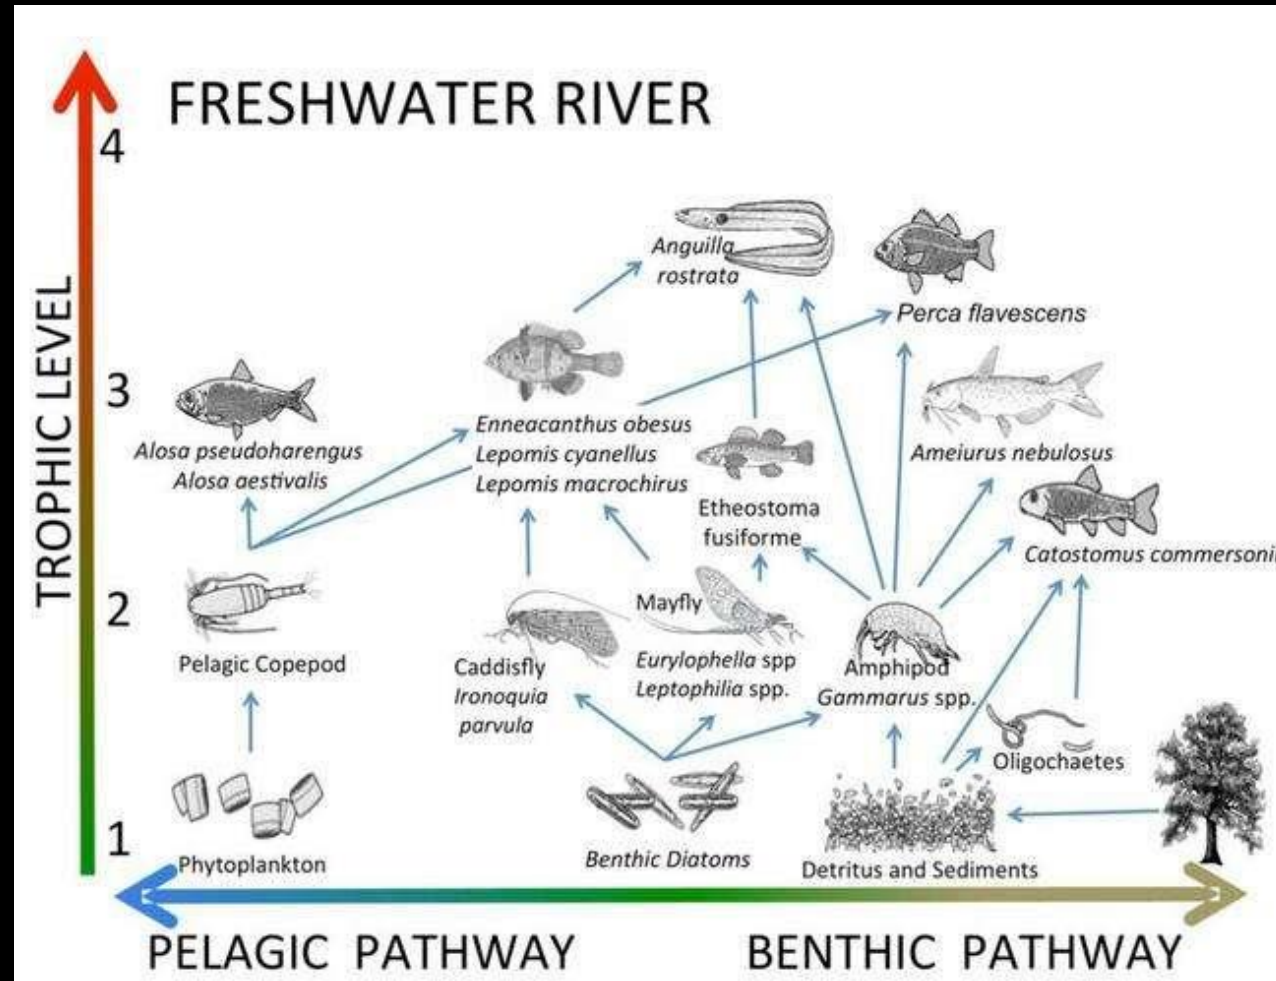 FRESHWATER RIVER
TROPHIC LEVEL
4
3
2
1
Anguilla
rostrata
Perca flavescens
Alosa pseudoharengus
Alosa aestivalis
Enneacanthus obesus
Lepomis cyanellus
Lepomis macrochirus
Ameiurus nebulosus
Etheostoma
fusiforme
Catostomus commersonii
Pelagic Copepod
Caddisfly
Ironoquia
parvula
Mayfly
Eurylophella spp
Leptophilia spp.
Amphipod
Gammarus spp.
Oligochaetes
Phytoplankton
Benthic Diatoms
Detritus and Sediments
PELAGIC PATHWAY
BENTHIC PATHWAY